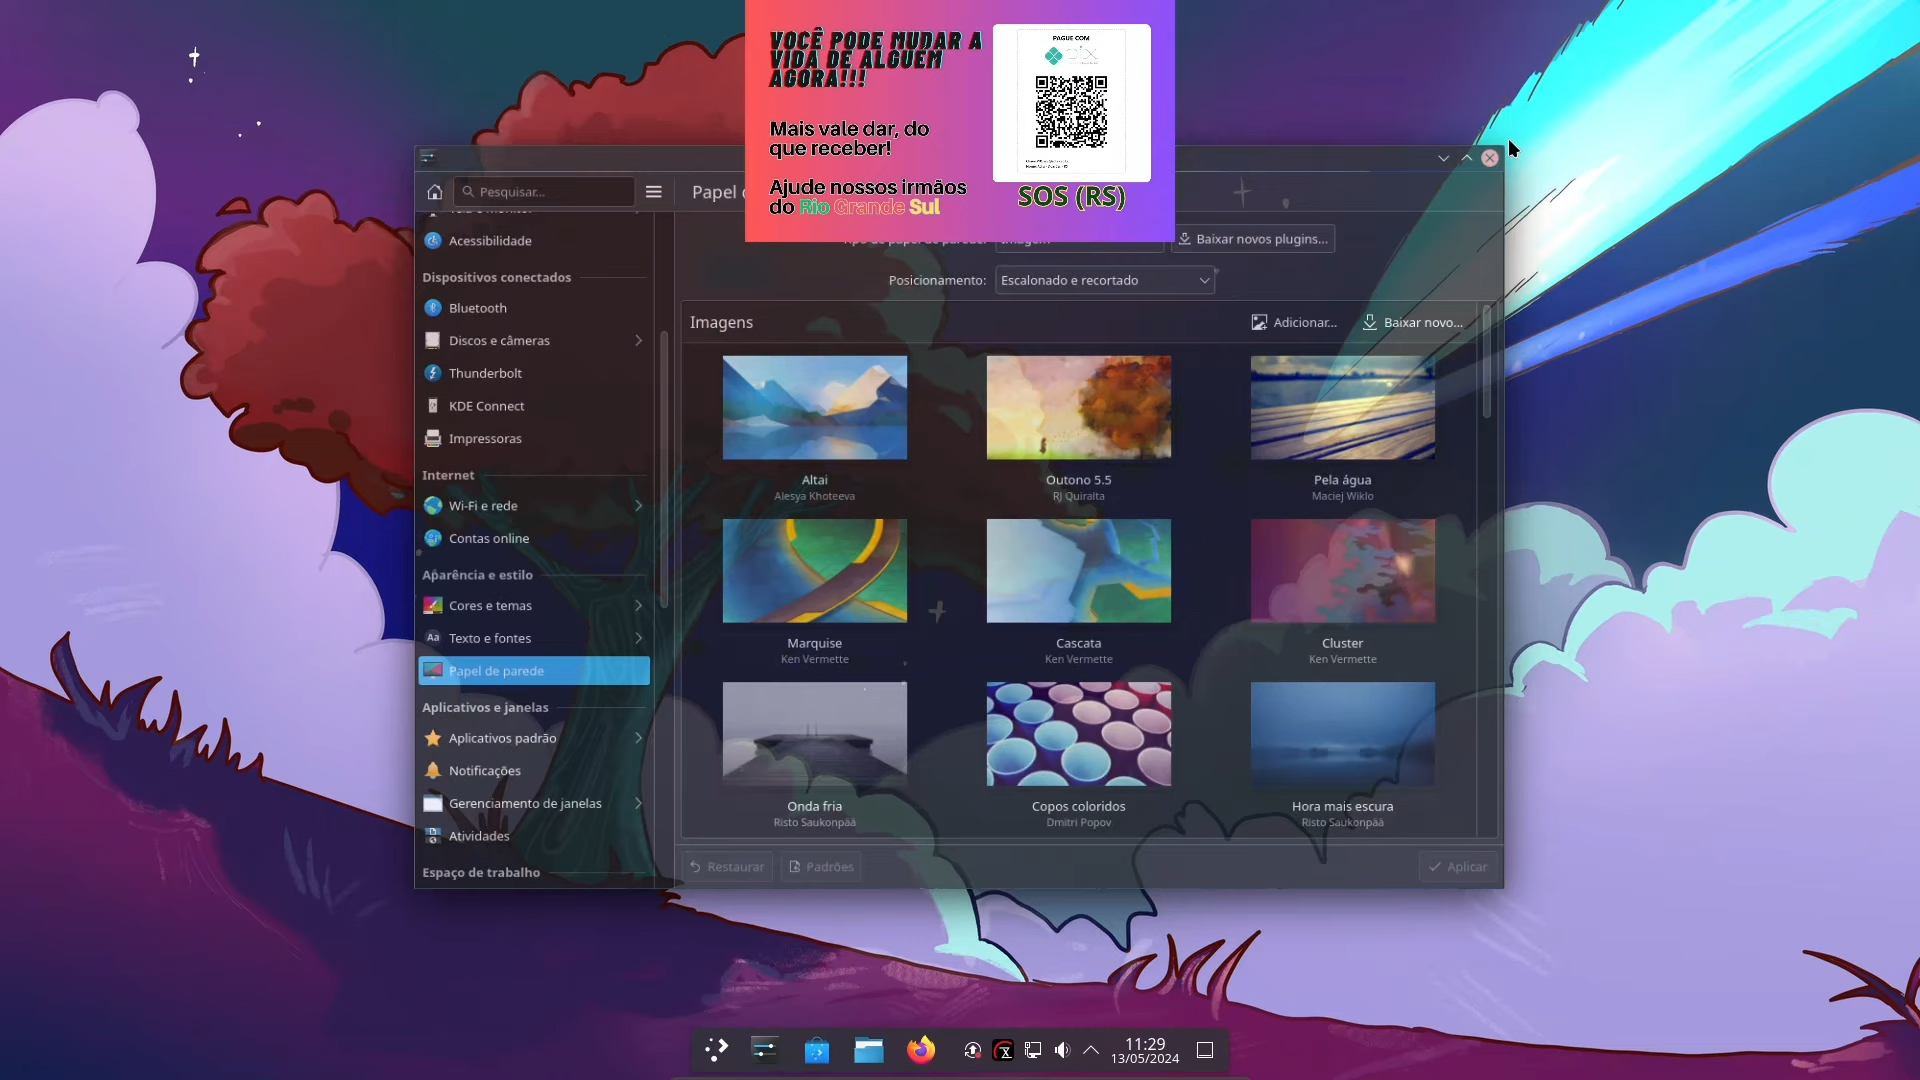 VOCÊ PODE MUDAR A
VIDA DE ALGUÉM
AGORA!!!
PAGUE COM
pix
Mais vale dar, do
que receber!
Ajude nossos irmãos
do Rio Grande Sul
SOS (RS)
Pesquisar...
Papel
Baixar novos plugins...
Posicionamento:
Escalonado e recortado
Acessibilidade
Dispositivos conectados
Bluetooth
Discos e câmeras
Thunderbolt
KDE Connect
Impressoras
Internet
Wi-Fi e rede
Contas online
Aparência e estilo
Cores e temas
Aa
Texto e fontes
Papel de parede
Aplicativos e janelas
Aplicativos padrão
Notificações
Gerenciamento de janelas
Atividades
Espaço de trabalho
Imagens
Adicionar...
Baixar novo...
Altai
Alesya Khoteeva
Outono 5.5
RJ Quiralta
Pela água
Maciej Wiklo
Marquise
Ken Vermette
Cascata
Ken Vermette
Cluster
Ken Vermette
Onda fria
Risto Saukonpää
Copos coloridos
Dmitri Popov
Hora mais escura
Risto Saukonpää
Restaurar
Padrões
Aplicar
11:29
13/05/2024